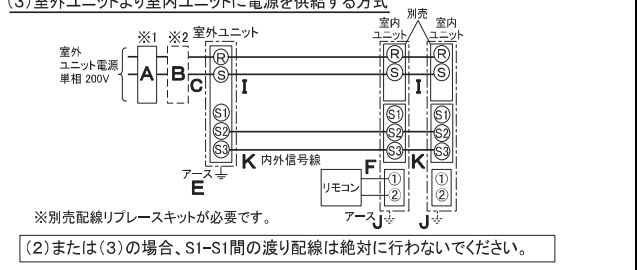 (3)室外ユニットより室内ユニットに電源を供給する方式
別売
※1 ※2 室外ユニット 室内ユニット 室内ユニット
室外
ユニット電源
単相 200V
A B C R S I R S I R S
S1 S1 S1
S2 S2 S2
S3 K 内外信号線 S3 K S3
アース E
F
リモコン ① ② ① ②
アース J J
※別売配線リプレースキットが必要です。
(2)または(3)の場合、S1-S1間の渡り配線は絶対に行わないでください。